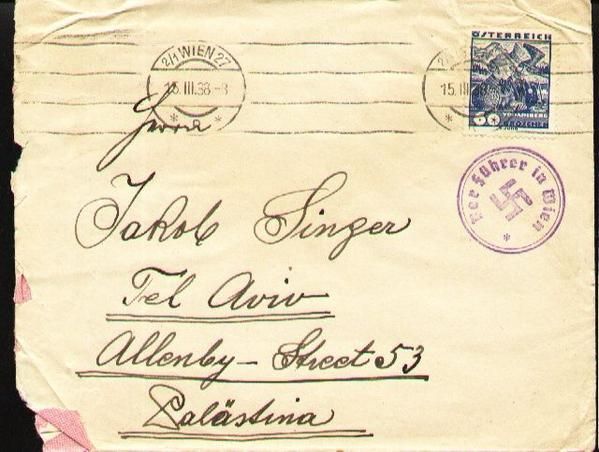 2/1 WIEN 27
15.III.38-8
ÖSTERREICH
60
Der Führer in Wien
Herrn
Jakob Singer
Tel Aviv
Allenby-Street 53
Palästina